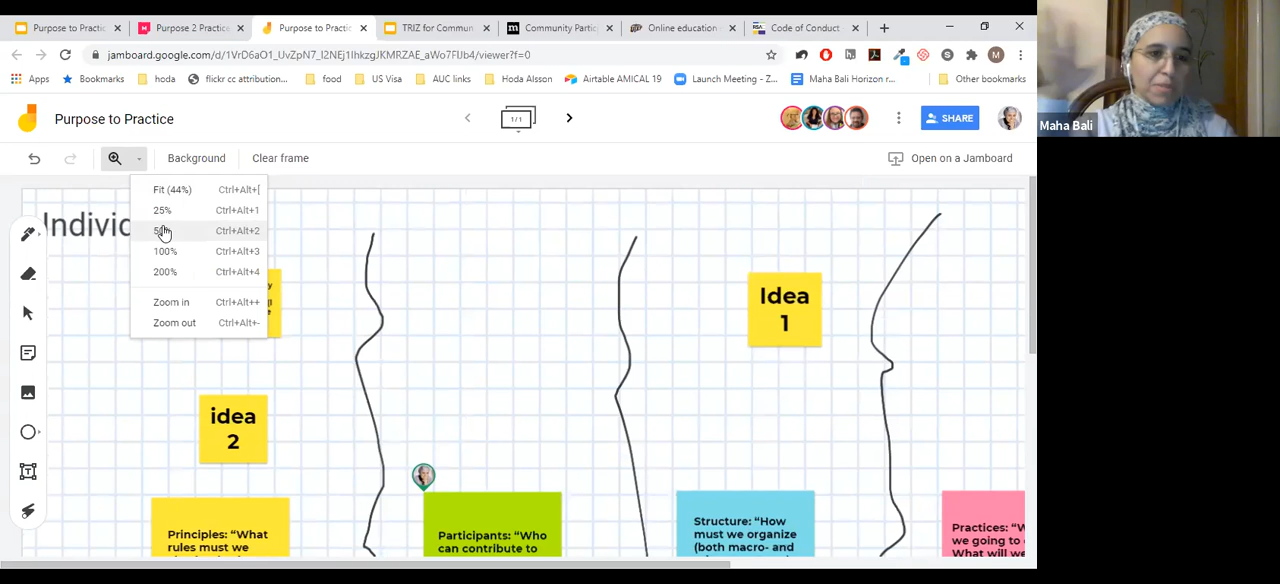 Purpose to Practic
Purpose 2 Practice
Purpose to Practic
TRIZ for Commun
Community Partic
Online education
Code of Conduct
jamboard.google.com/d/1VrD6aO1_UvZpN7_I2NEj1IhkzgJKMRZAE_aWo7FIJb4/viewer?f=0
Apps
Bookmarks
hoda
flickr cc attribution...
food
US Visa
AUC links
Hoda Alsson
Airtable AMICAL 19
Launch Meeting - Z...
Maha Bali Horizon r...
Other bookmarks
Purpose to Practice
1/1
SHARE
Background
Clear frame
Open on a Jamboard
Fit (44%) Ctrl+Alt+[
25% Ctrl+Alt+1
Ctrl+Alt+2
100% Ctrl+Alt+3
200% Ctrl+Alt+4
Zoom in Ctrl+Alt++
Zoom out Ctrl+Alt+-
Individ
Idea
1
idea
2
Principles: “What
rules must we
Participants: “Who
can contribute to
Structure: “How
must we organize
(both macro- and
Practices: “W
we going to
What will we
Maha Bali